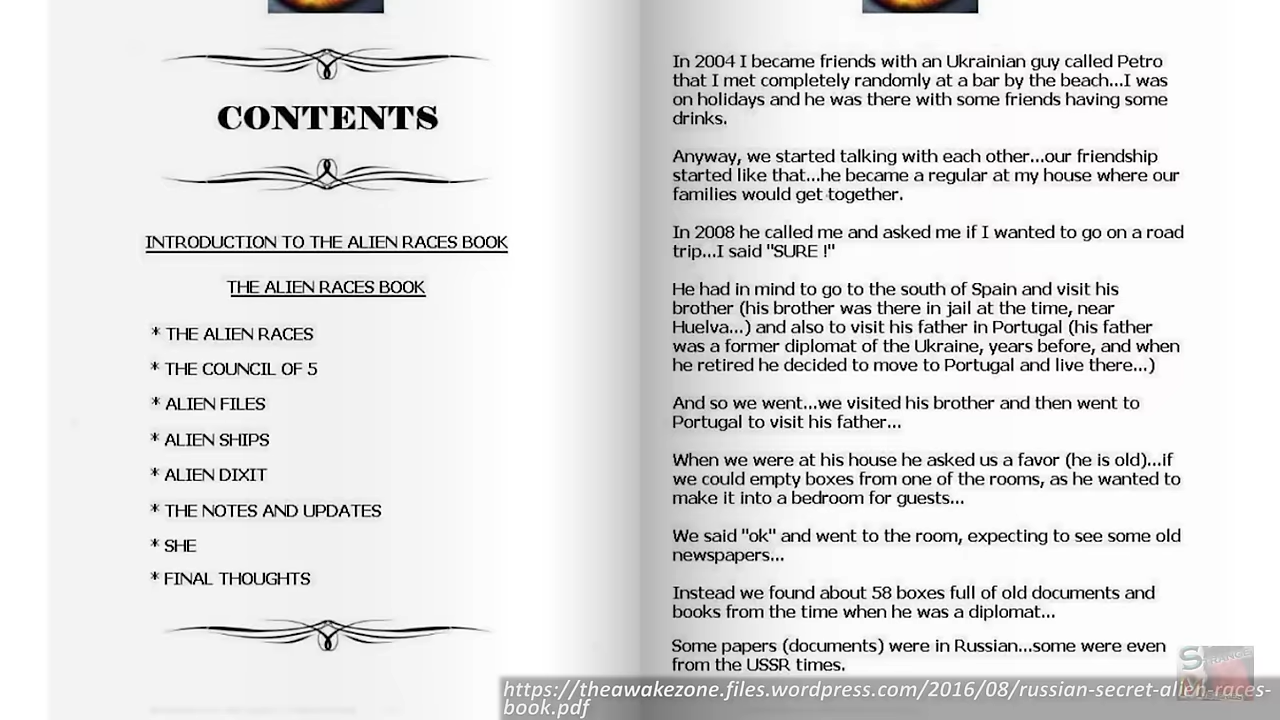 CONTENTS
INTRODUCTION TO THE ALIEN RACES BOOK
THE ALIEN RACES BOOK
* THE ALIEN RACES
* THE COUNCIL OF 5
* ALIEN FILES
* ALIEN SHIPS
* ALIEN DIXIT
* THE NOTES AND UPDATES
* SHE
* FINAL THOUGHTS
In 2004 I became friends with an Ukrainian guy called Petro
that I met completely randomly at a bar by the beach...I was
on holidays and he was there with some friends having some
drinks.
Anyway, we started talking with each other...our friendship
started like that...he became a regular at my house where our
families would get together.
In 2008 he called me and asked me if I wanted to go on a road
trip...I said "SURE !"
He had in mind to go to the south of Spain and visit his
brother (his brother was there in jail at the time, near
Huelva...) and also to visit his father in Portugal (his father
was a former diplomat of the Ukraine, years before, and when
he retired he decided to move to Portugal and live there...)
And so we went...we visited his brother and then went to
Portugal to visit his father...
When we were at his house he asked us a favor (he is old)...if
we could empty boxes from one of the rooms, as he wanted to
make it into a bedroom for guests...
We said "ok" and went to the room, expecting to see some old
newspapers...
Instead we found about 58 boxes full of old documents and
books from the time when he was a diplomat...
Some papers (documents) were in Russian...some were even
from the USSR times.
https://theawakezone.files.wordpress.com/2016/08/russian-secret-alien-races-
book.pdf
STRANGE